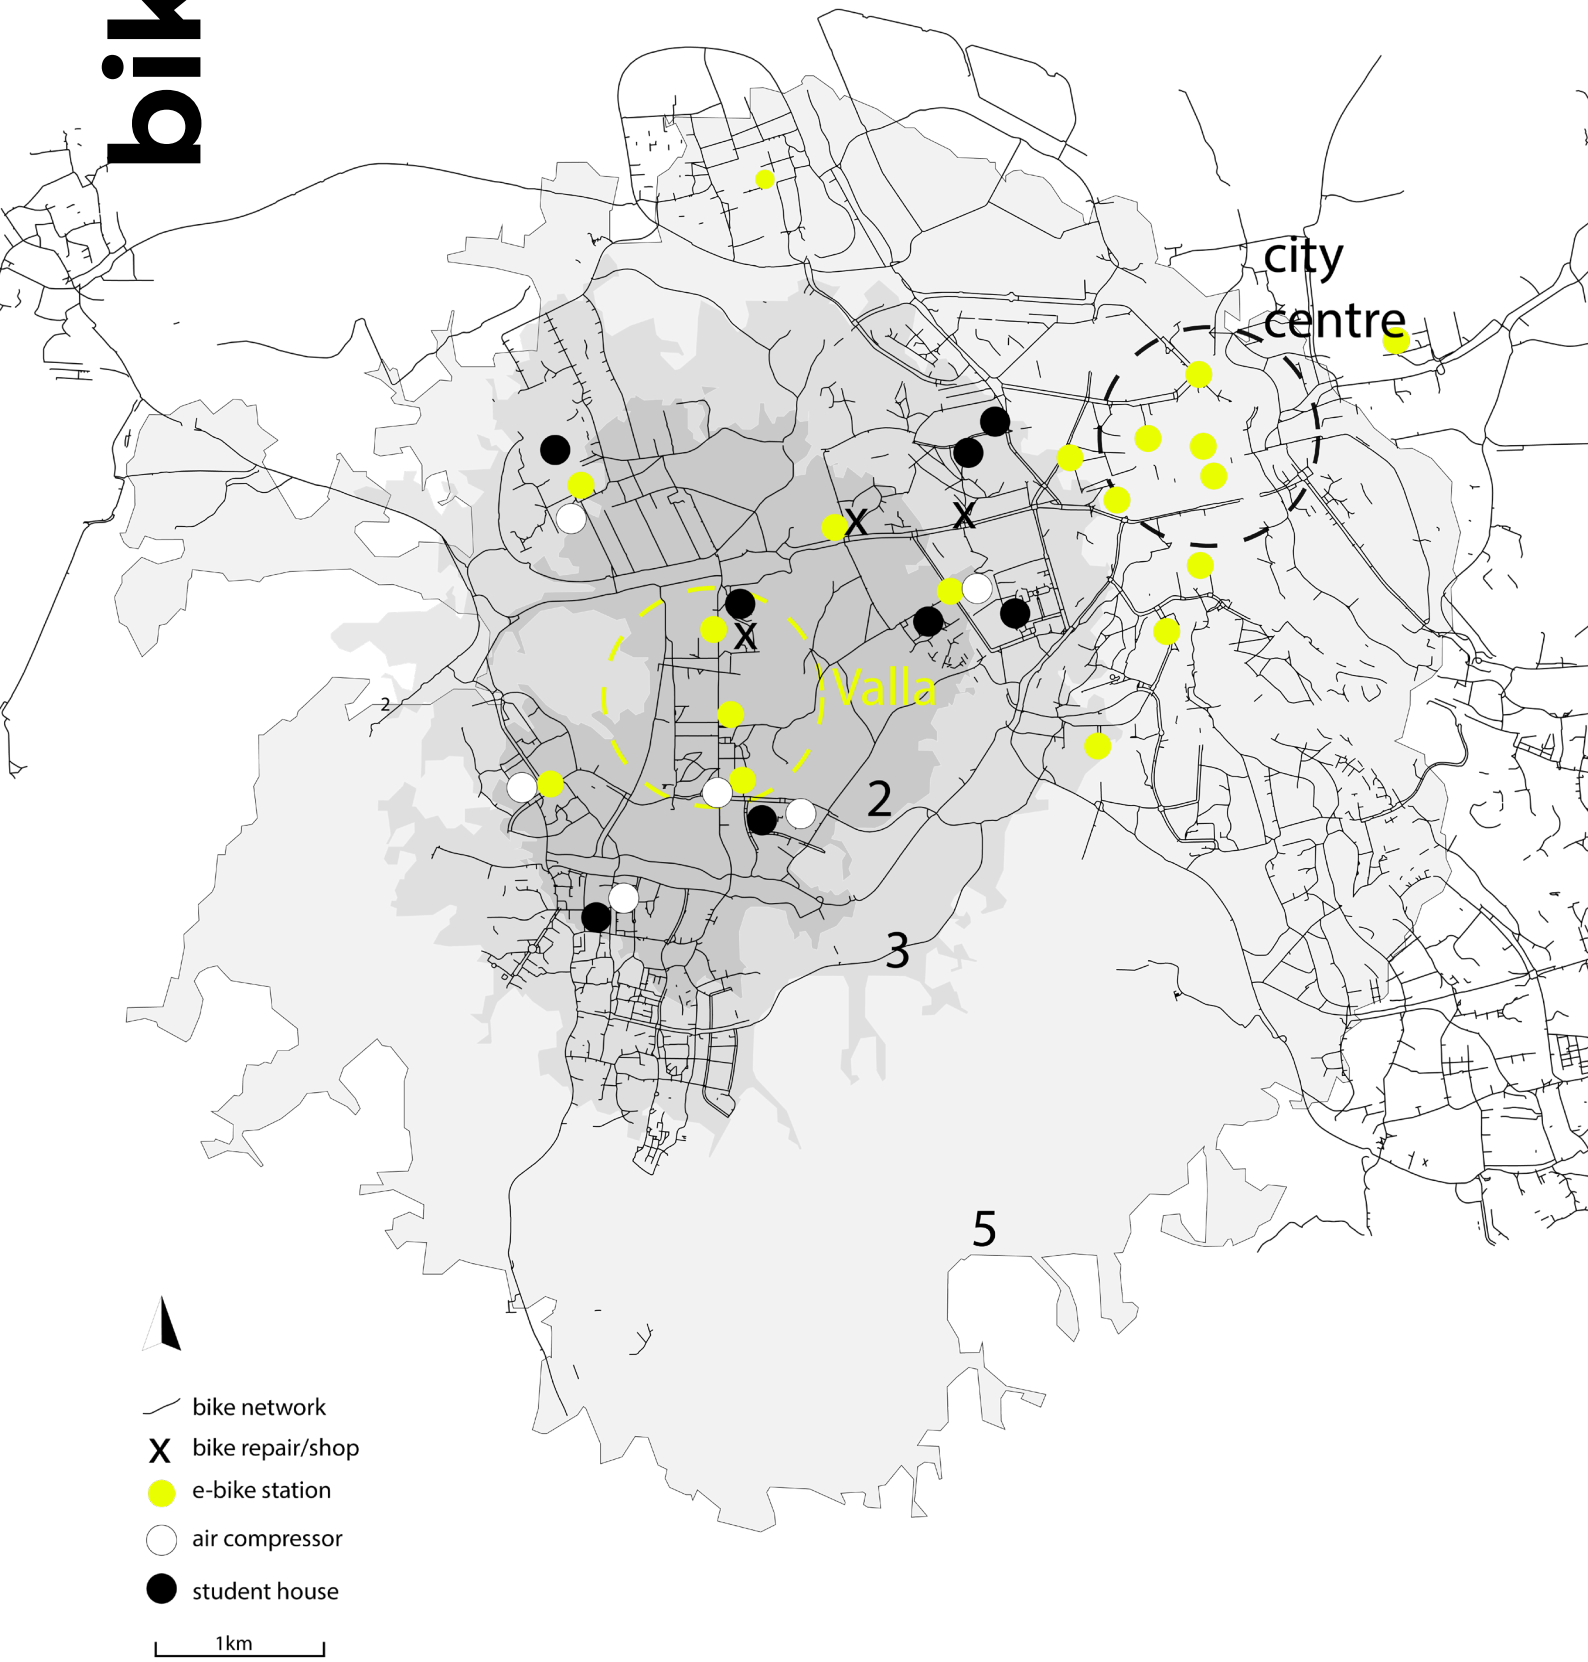 bik
city
centre
X
X
X
Valla
2
2
3
5
bike network
X bike repair/shop
e-bike station
air compressor
student house
1km